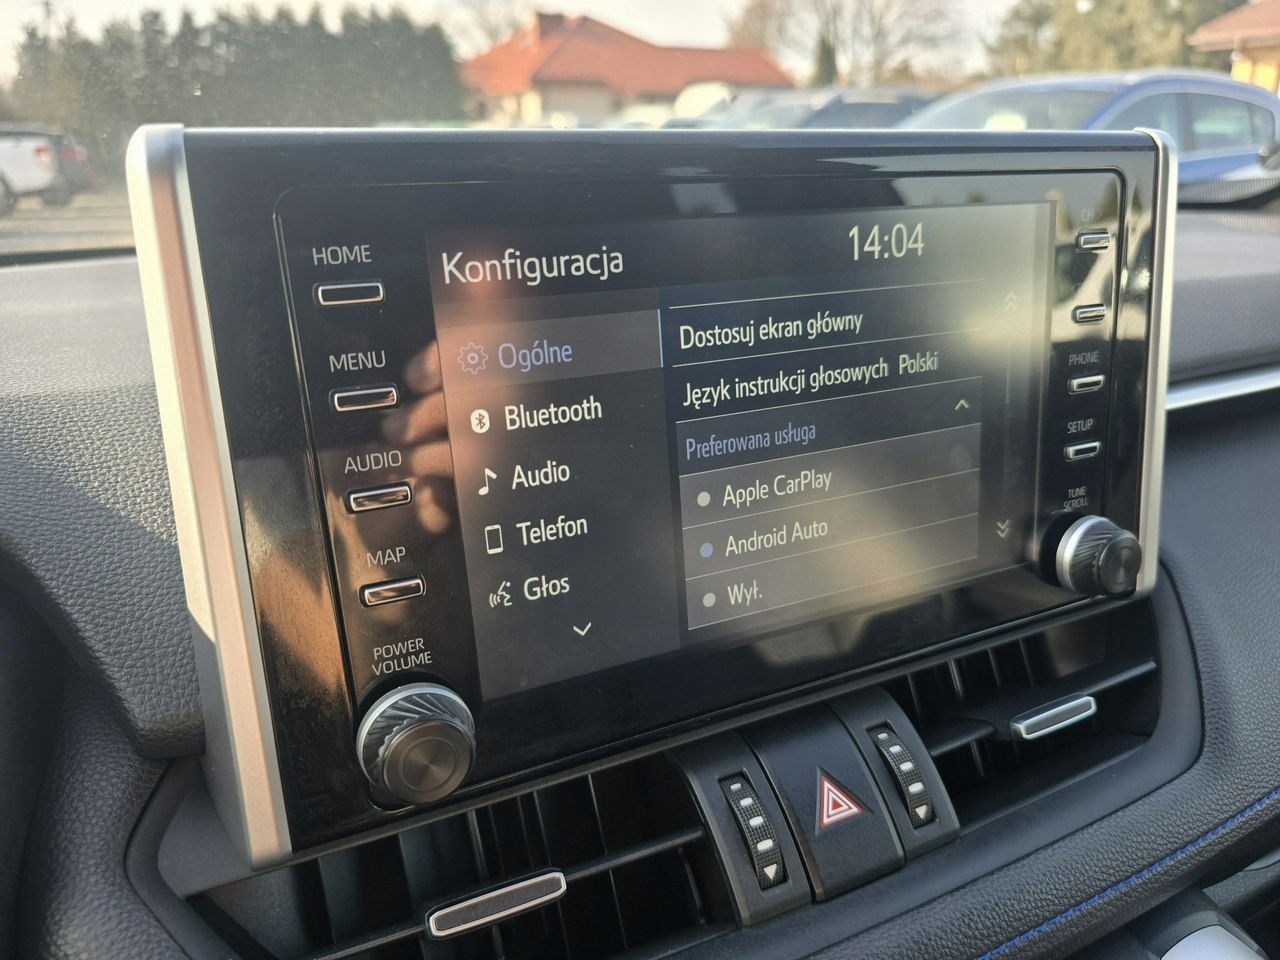 HOME
MENU
AUDIO
MAP
POWER
VOLUME
Konfiguracja
14:04
Ogólne
Bluetooth
Audio
Telefon
Głos
Dostosuj ekran główny
Język instrukcji głosowych Polski
Preferowana usługa
Apple CarPlay
Android Auto
Wył.
CH
PHONE
SETUP
TUNE
SCROLL